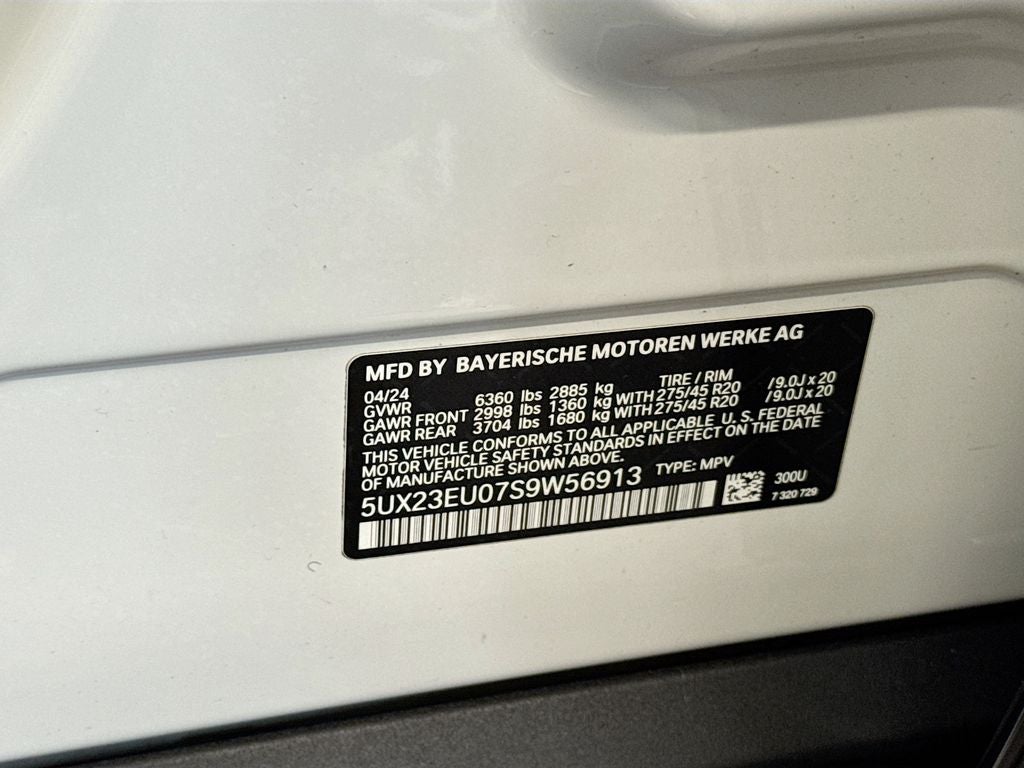 MFD BY BAYERISCHE MOTOREN WERKE AG
04/24 TIRE / RIM
GVWR 6360 lbs 2885 kg
GAWR FRONT 2998 lbs 1360 kg WITH 275/45 R20 /9.0J x 20
GAWR REAR 3704 lbs 1680 kg WITH 275/45 R20 /9.0J x 20
THIS VEHICLE CONFORMS TO ALL APPLICABLE U. S. FEDERAL
MOTOR VEHICLE SAFETY STANDARDS IN EFFECT ON THE DATE
OF MANUFACTURE SHOWN ABOVE. TYPE: MPV
5UX23EU07S9W56913
300U
7 320 729